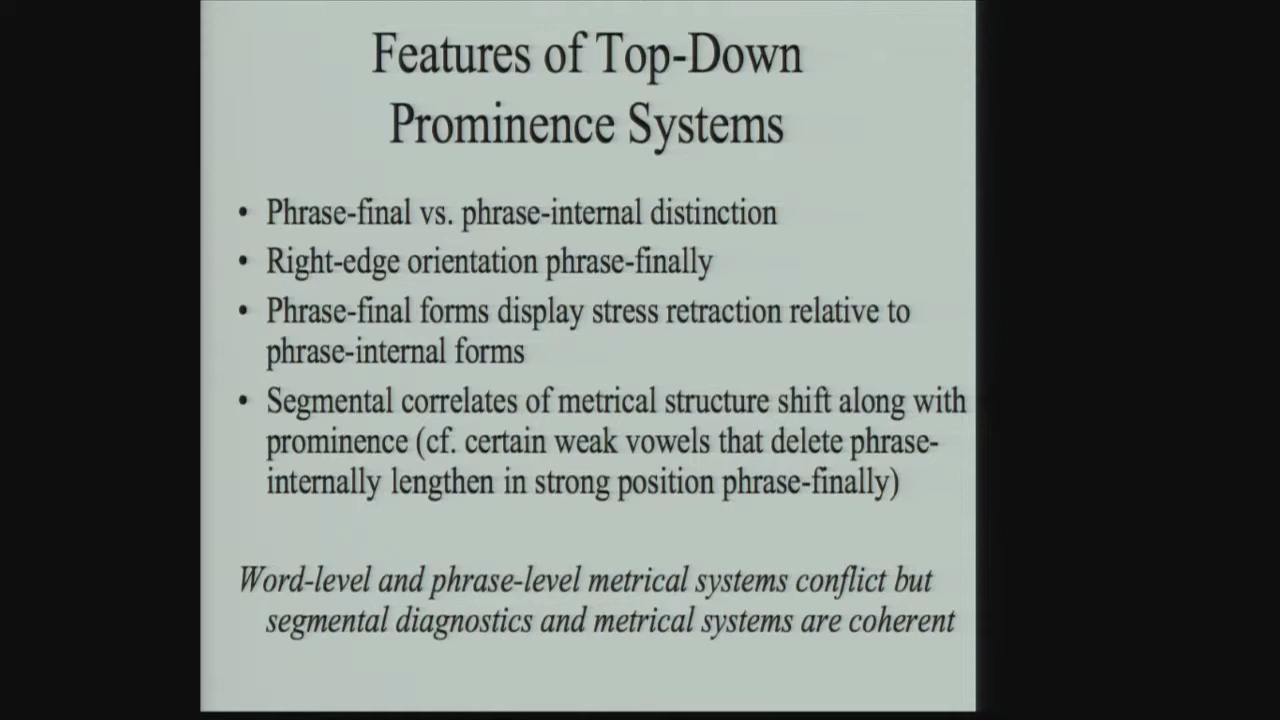 Features of Top-Down
Prominence Systems
• Phrase-final vs. phrase-internal distinction
• Right-edge orientation phrase-finally
• Phrase-final forms display stress retraction relative to
phrase-internal forms
• Segmental correlates of metrical structure shift along with
prominence (cf. certain weak vowels that delete phrase-
internally lengthen in strong position phrase-finally)
Word-level and phrase-level metrical systems conflict but
segmental diagnostics and metrical systems are coherent